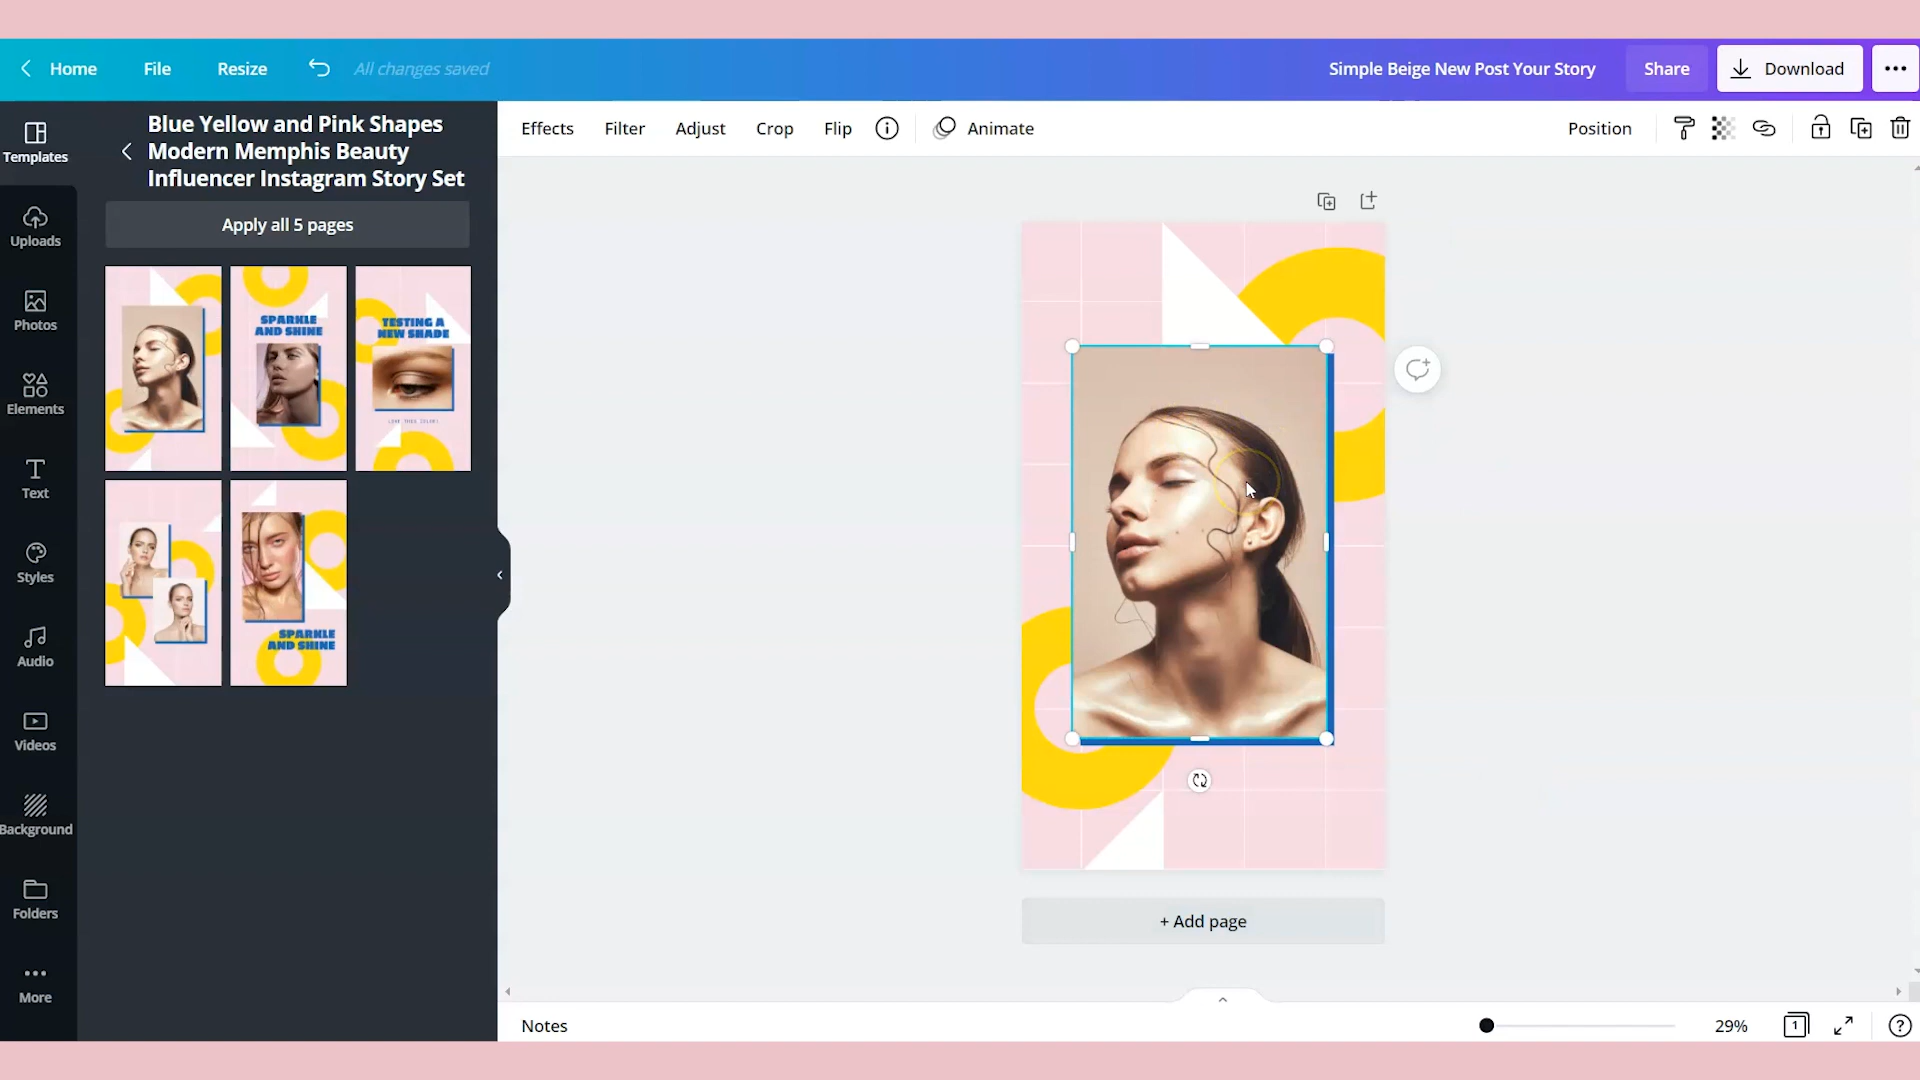 Home
File
Resize
All changes saved
Simple Beige New Post Your Story
Share
Download
Templates
Uploads
Photos
Elements
Text
Styles
Audio
Videos
Background
Folders
More
Blue Yellow and Pink Shapes
Modern Memphis Beauty
Influencer Instagram Story Set
Apply all 5 pages
SPARKLE
AND SHINE
TESTING A
NEW SHADE
SPARKLE
AND SHINE
Effects
Filter
Adjust
Crop
Flip
Animate
Position
+ Add page
Notes
29%
1
?